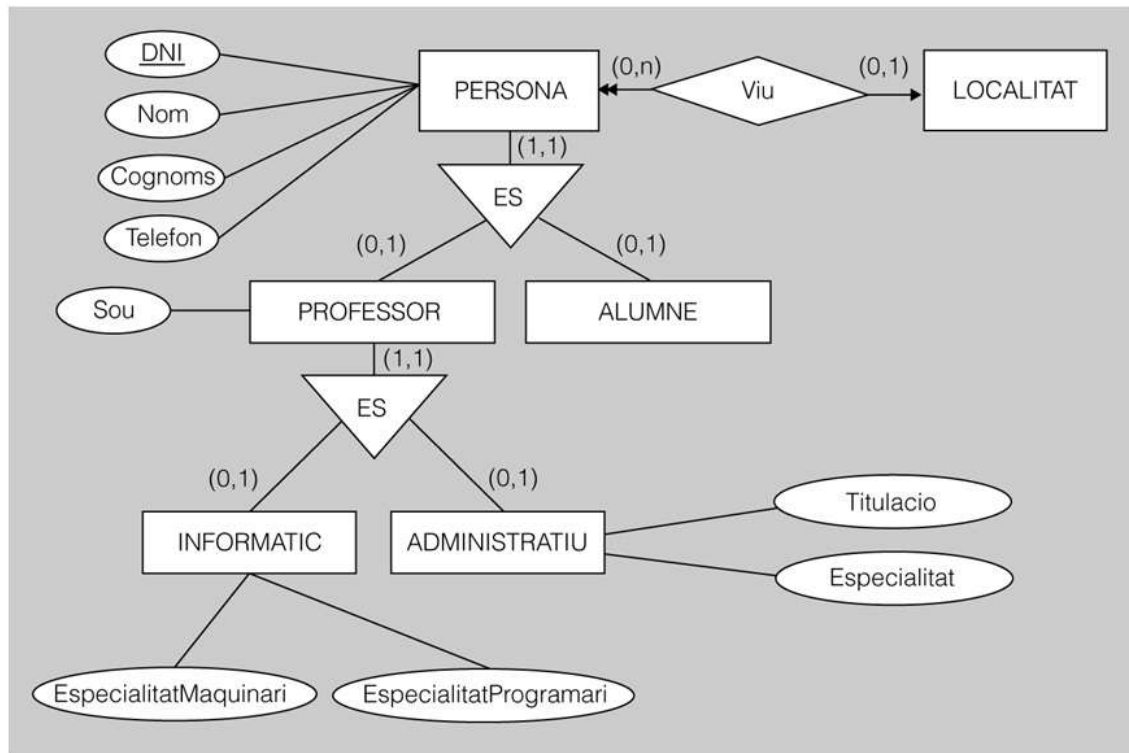 DNI
Nom
Cognoms
Telefon
PERSONA
(0,n)
Viu
(0,1)
LOCALITAT
(1,1)
ES
(0,1)
(0,1)
Sou
PROFESSOR
ALUMNE
(1,1)
ES
(0,1)
(0,1)
INFORMATIC
ADMINISTRATIU
Titulacio
Especialitat
EspecialitatMaquinari
EspecialitatProgramari